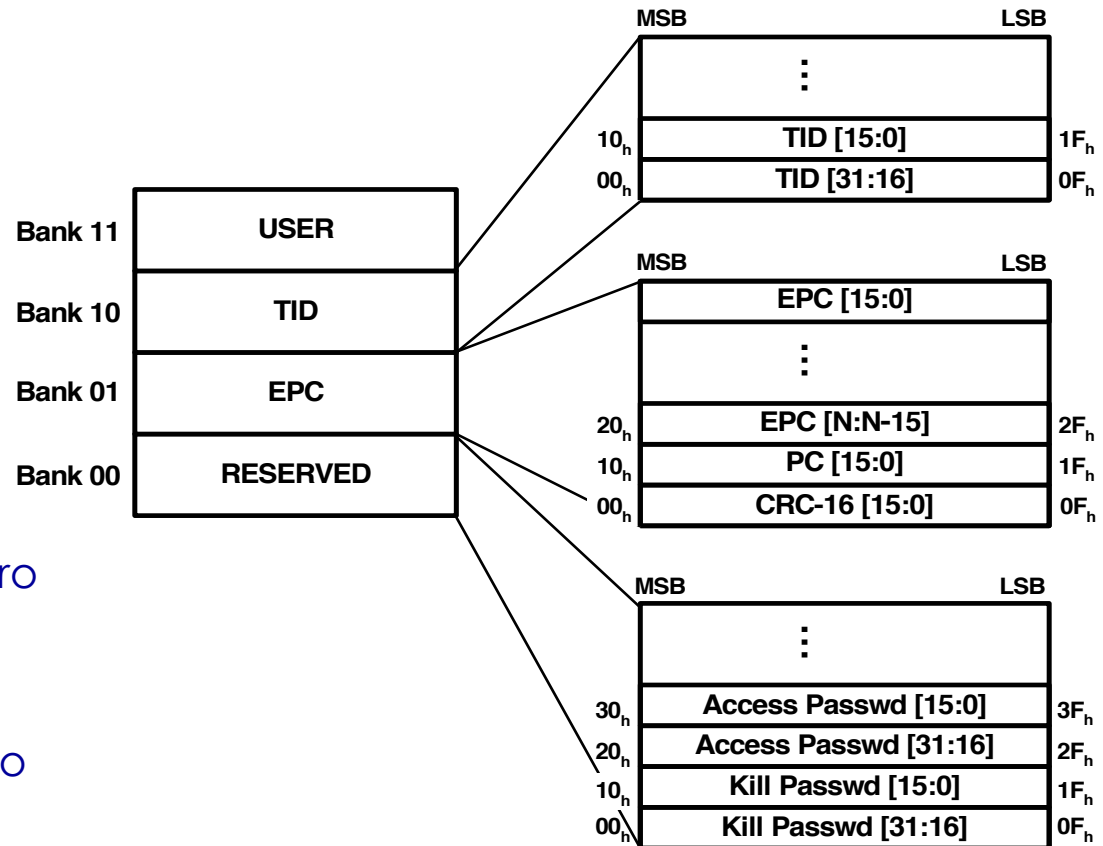 MSB LSB
⋮
10h TID [15:0] 1Fh
00h TID [31:16] 0Fh
Bank 11 USER
Bank 10 TID
Bank 01 EPC
Bank 00 RESERVED
MSB LSB
EPC [15:0]
⋮
20h EPC [N:N-15] 2Fh
10h PC [15:0] 1Fh
00h CRC-16 [15:0] 0Fh
ro
o
MSB LSB
⋮
30h Access Passwd [15:0] 3Fh
20h Access Passwd [31:16] 2Fh
10h Kill Passwd [15:0] 1Fh
00h Kill Passwd [31:16] 0Fh